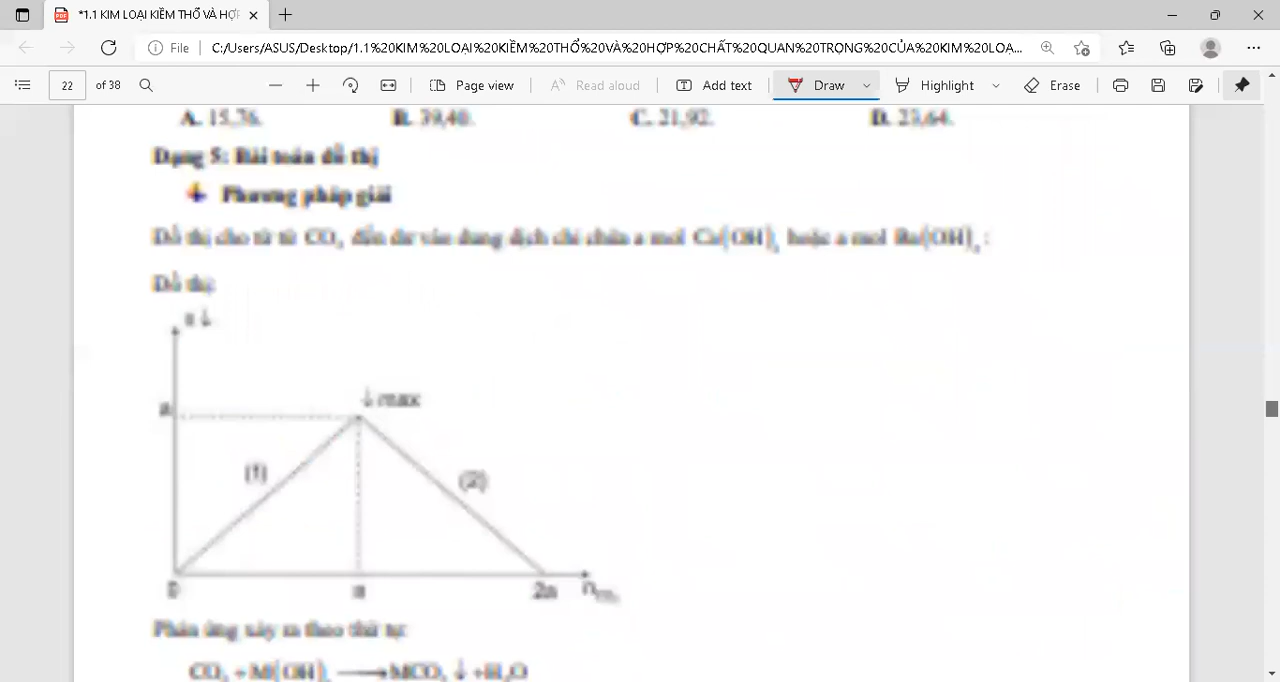 *1.1 KIM LOẠI KIỀM THỔ VÀ HỢP
File C:/Users/ASUS/Desktop/1.1%20KIM%20LOẠI%20KIỀM%20THỔ%20VÀ%20HỢP%20CHẤT%20QUAN%20TRỌNG%20CỦA%20KIM%20LOẠ...
22 of 38 Page view Read aloud Add text Draw Highlight Erase
A. 15,76. B. 39,40. C. 21,92. D. 23,64.
Dạng 5: Bài toán đồ thị
Phương pháp giải
Đồ thị cho từ từ CO₂ đến dư vào dung dịch chỉ chứa a mol Ca(OH)₂ hoặc a mol Ba(OH)₂ :
Đồ thị:
n↓
↓max
a
(1) (2)
0 a 2a nCO₂
Phản ứng xảy ra theo thứ tự:
CO₂ + M(OH)₂ ⟶ MCO₃ ↓ +H₂O